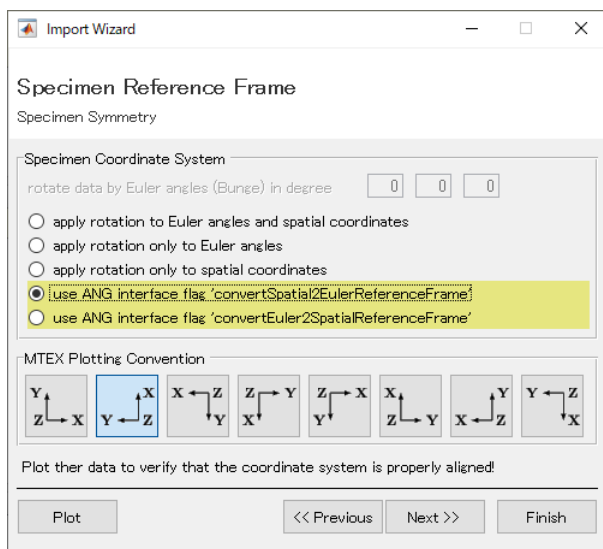 Import Wizard
Specimen Reference Frame
Specimen Symmetry
Specimen Coordinate System
rotate data by Euler angles (Bunge) in degree 0 0 0
apply rotation to Euler angles and spatial coordinates
apply rotation only to Euler angles
apply rotation only to spatial coordinates
use ANG interface flag 'convertSpatial2EulerReferenceFrame'
use ANG interface flag 'convertEuler2SpatialReferenceFrame'
MTEX Plotting Convention
Y X X Z Z Y Z X X Y Y Z
Z X Y Z Y X Y Z Y X Z X
Plot ther data to verify that the coordinate system is properly aligned!
Plot << Previous Next >> Finish